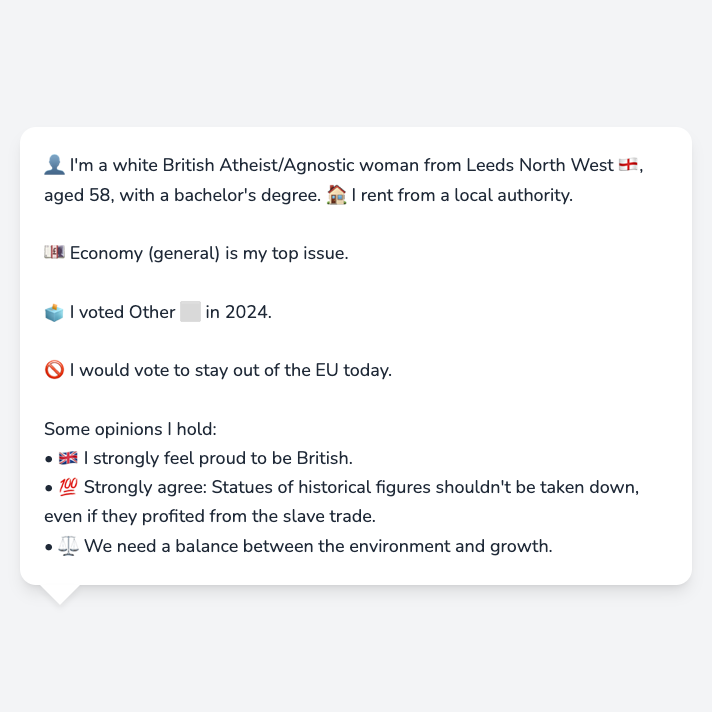 👤 I'm a white British Atheist/Agnostic woman from Leeds North West 🏴󠁧󠁢󠁥󠁮󠁧󠁿,
aged 58, with a bachelor's degree. 🏠 I rent from a local authority.
💷 Economy (general) is my top issue.
🗳️ I voted Other ⬜ in 2024.
🚫 I would vote to stay out of the EU today.
Some opinions I hold:
• 🇬🇧 I strongly feel proud to be British.
• 💯 Strongly agree: Statues of historical figures shouldn't be taken down,
even if they profited from the slave trade.
• ⚖️ We need a balance between the environment and growth.